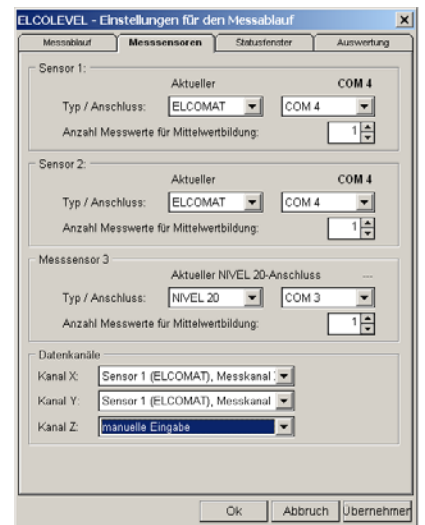 ELCOLEVEL - Einstellungen für den Messablauf
Messablauf Messsensoren Statusfenster Auswertung
Sensor 1:
Aktueller COM 4
Typ / Anschluss: ELCOMAT COM 4
Anzahl Messwerte für Mittelwertbildung: 1
Sensor 2:
Aktueller COM 4
Typ / Anschluss: ELCOMAT COM 4
Anzahl Messwerte für Mittelwertbildung: 1
Messsensor 3
Aktueller NIVEL 20-Anschluss ---
Typ / Anschluss: NIVEL 20 COM 3
Anzahl Messwerte für Mittelwertbildung: 1
Datenkanäle
Kanal X: Sensor 1 (ELCOMAT), Messkanal
Kanal Y: Sensor 1 (ELCOMAT), Messkanal
Kanal Z: manuelle Eingabe
Ok Abbruch Übernehmer